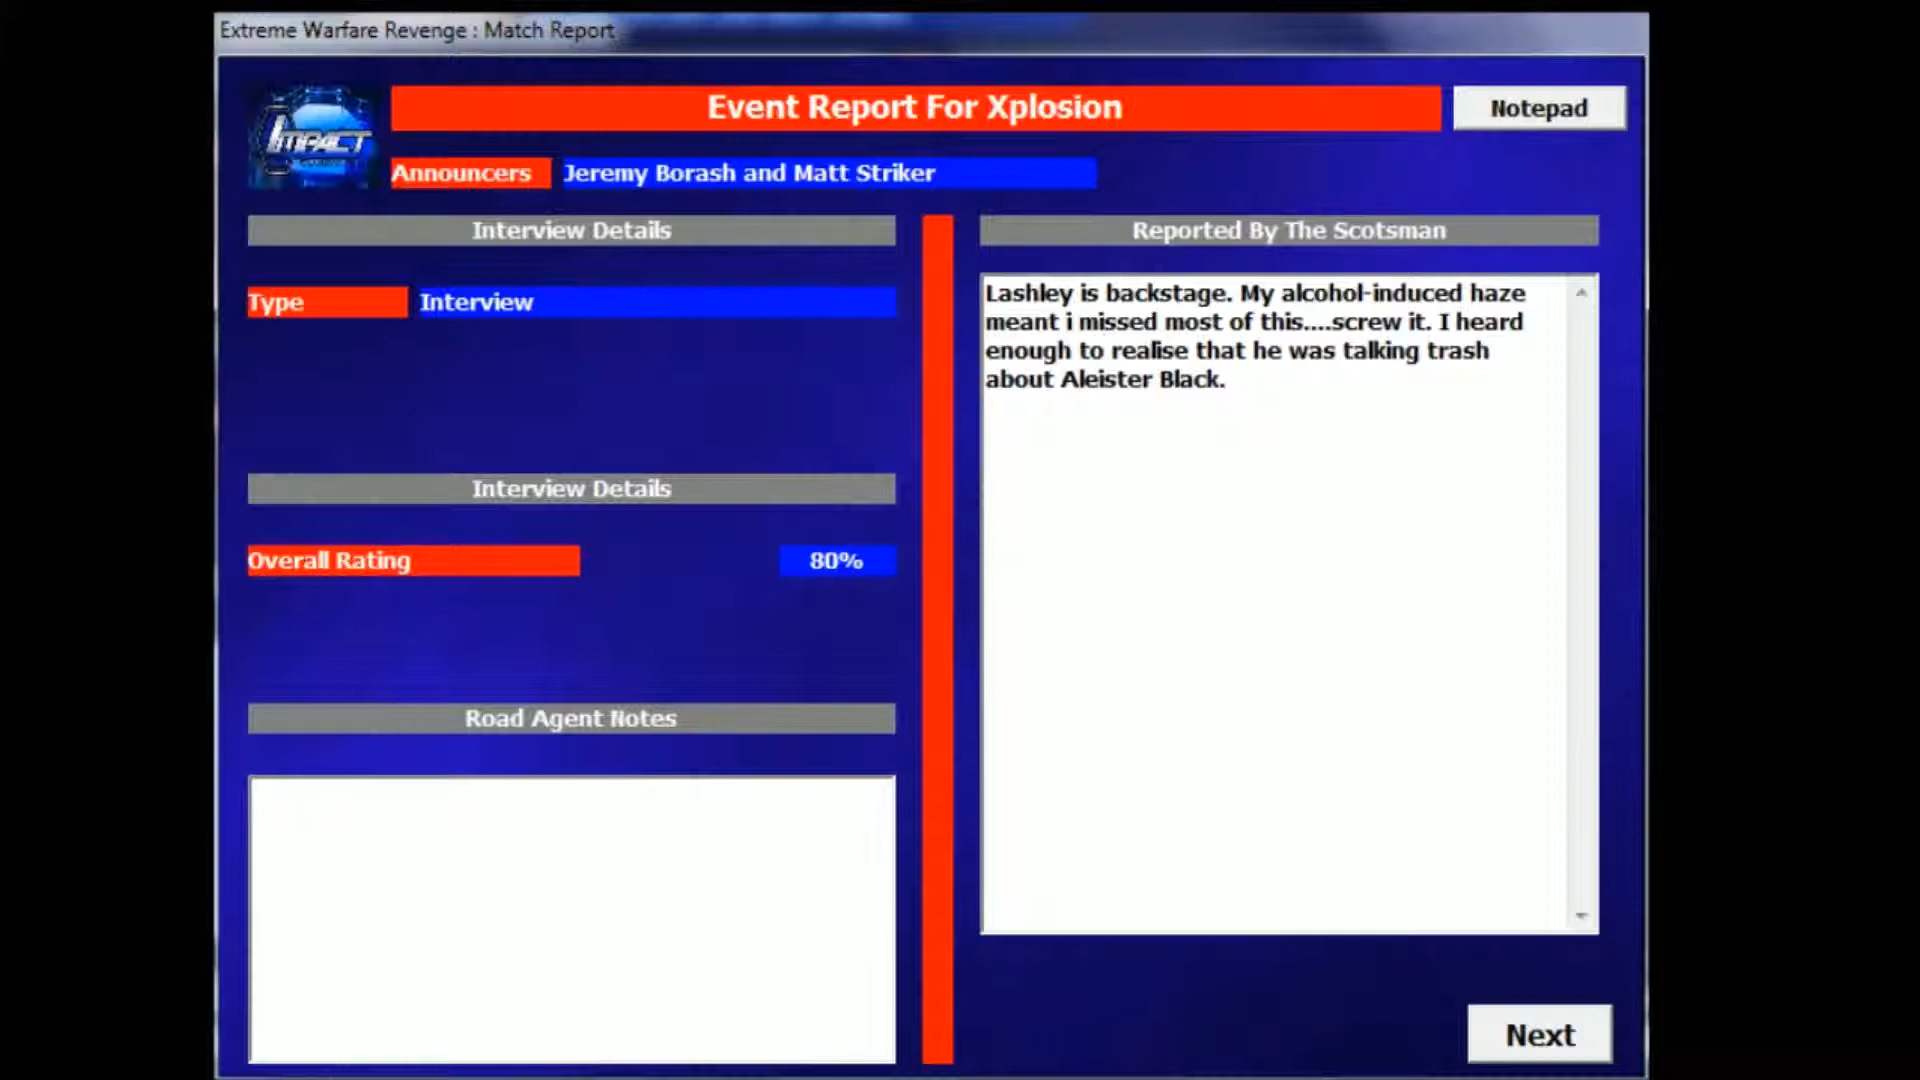 Extreme Warfare Revenge : Match Report
IMPACT
Event Report For Xplosion
Notepad
Announcers
Jeremy Borash and Matt Striker
Interview Details
Type
Interview
Interview Details
Overall Rating
80%
Road Agent Notes
Reported By The Scotsman
Lashley is backstage. My alcohol-induced haze
meant i missed most of this....screw it. I heard
enough to realise that he was talking trash
about Aleister Black.
Next